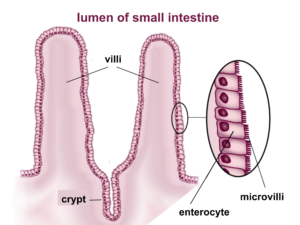 lumen of small intestine
villi
crypt
microvilli
enterocyte